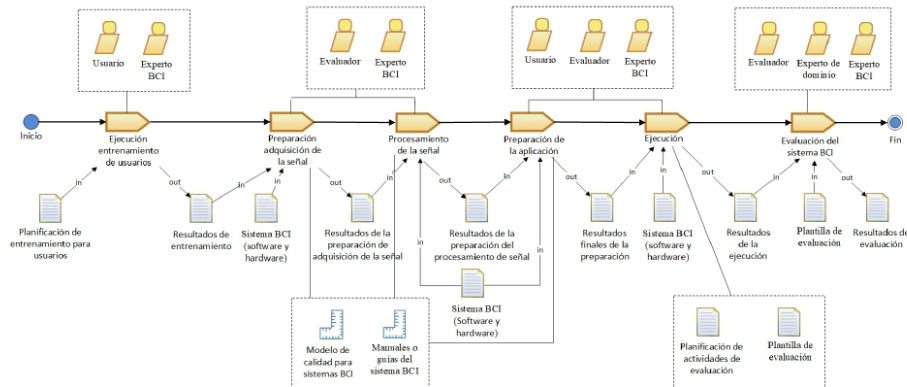 Usuario
Experto
BCI
Evaluador
Experto
BCI
Usuario
Evaluador
Experto
BCI
Evaluador
Experto de
dominio
Experto
BCI
Inicio
Ejecución
entrenamiento
de usuarios
Preparación
adquisición de
la señal
Procesamiento
de la señal
Preparación de
la aplicación
Ejecución
Evaluación del
sistema BCI
Fin
in
out
in
in
out
in
out
in
out
in
in
out
in
in
out
in
in
Planificación de
entrenamiento para
usuarios
Resultados de
entrenamiento
Sistema BCI
(software y
hardware)
Resultados de la
preparación de
adquisición de la señal
Resultados de la
preparación del
procesamiento de señal
Resultados
finales de la
preparación
Sistema BCI
(software y
hardware)
Resultados
de la
ejecución
Plantilla de
evaluación
Resultados de
evaluación
Sistema BCI
(Software y
hardware)
Modelo de
calidad para
sistemas BCI
Manuales o
guías del
sistema BCI
Planificación de
actividades de
evaluación
Plantilla de
evaluación